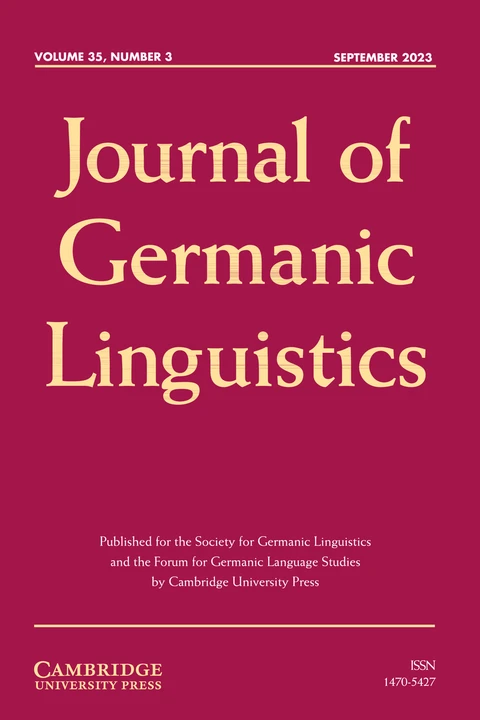 VOLUME 35, NUMBER 3
SEPTEMBER 2023
Journal of
Germanic
Linguistics
Published for the Society for Germanic Linguistics
and the Forum for Germanic Language Studies
by Cambridge University Press
CAMBRIDGE
UNIVERSITY PRESS
ISSN
1470-5427